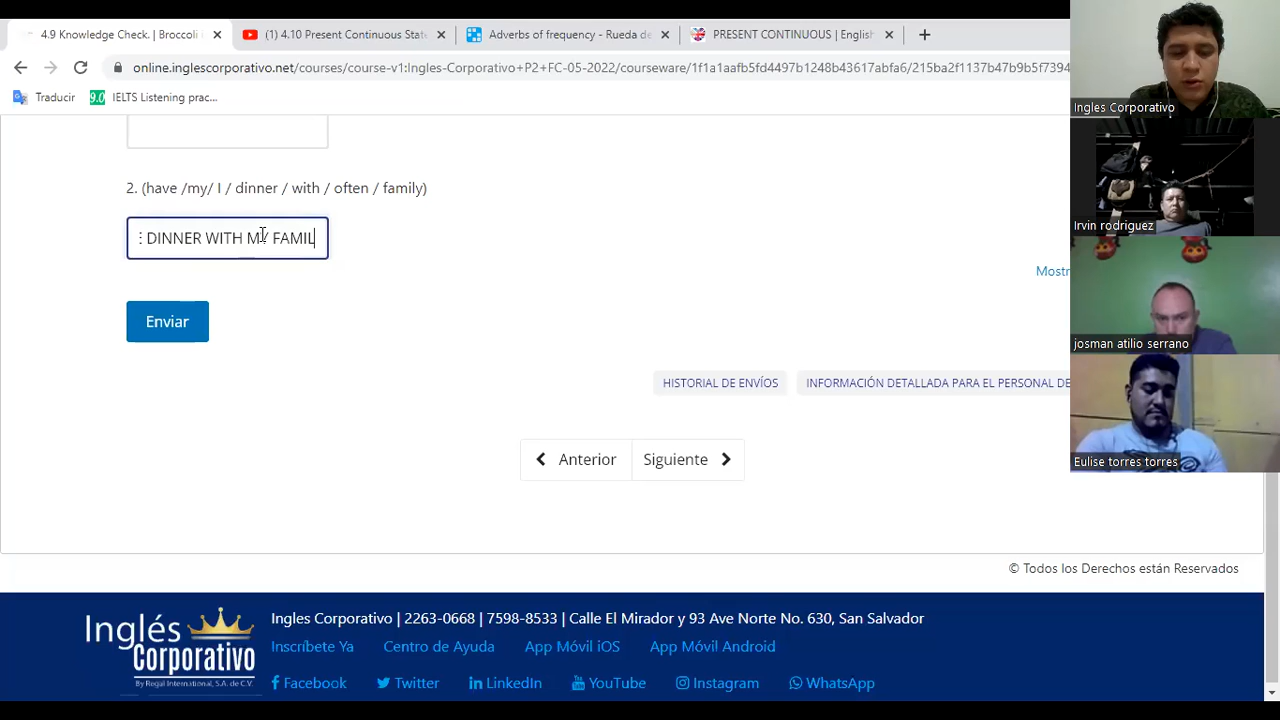 4.9 Knowledge Check. | Broccoli
(1) 4.10 Present Continuous Stat
Adverbs of frequency - Rueda de
PRESENT CONTINUOUS | English
online.inglescorporativo.net/courses/course-v1:Ingles-Corporativo+P2+FC-05-2022/courseware/1f1a1aafb5fd4497b1248b43617abfa6/215ba2f1137b47b9b5f7394
Traducir
9.0 IELTS Listening prac...
2. (have /my/ I / dinner / with / often / family)
DINNER WITH MY FAMIL
Mostr
Enviar
HISTORIAL DE ENVÍOS
INFORMACIÓN DETALLADA PARA EL PERSONAL DE
Anterior
Siguiente
© Todos los Derechos están Reservados
Inglés Corporativo
By Regal International, S.A. de C.V.
Ingles Corporativo | 2263-0668 | 7598-8533 | Calle El Mirador y 93 Ave Norte No. 630, San Salvador
Inscríbete Ya
Centro de Ayuda
App Móvil iOS
App Móvil Android
Facebook
Twitter
LinkedIn
YouTube
Instagram
WhatsApp
Ingles Corporativo
Irvin rodriguez
josman atilio serrano
Eulise torres torres